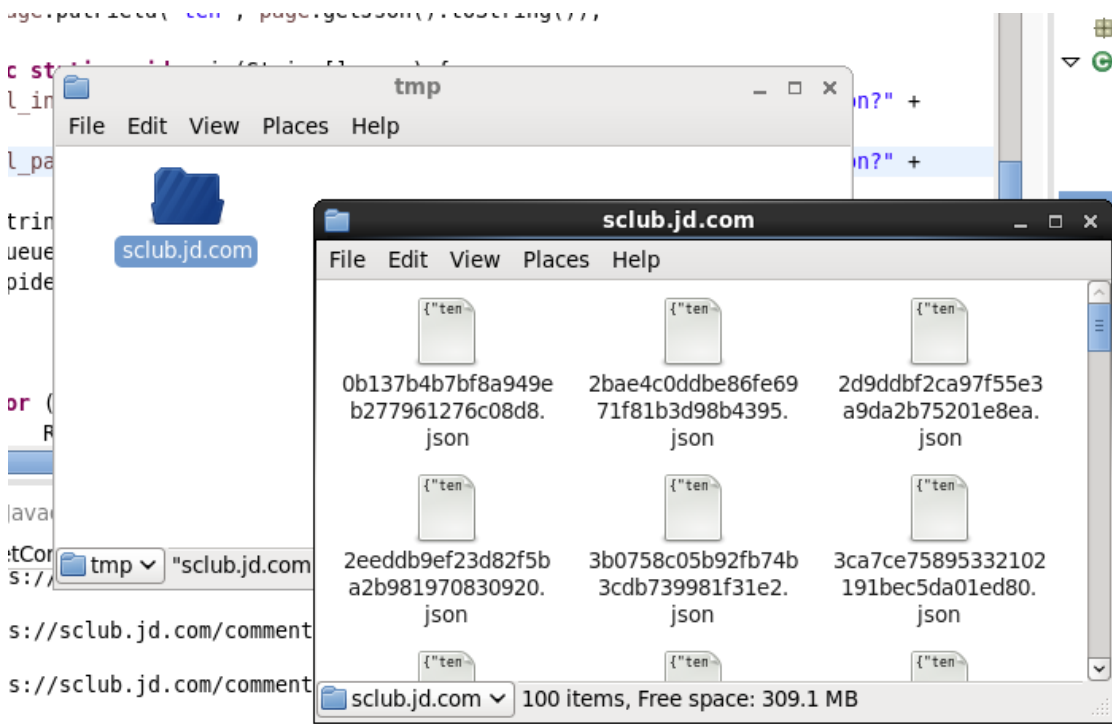 age.putField("ten", page.getJson().toString());
c static void main(String[] args) {
l_in
n?" +
l_pa
on?" +
trin
ueue
pide
or (
R
tmp
File Edit View Places Help
sclub.jd.com
tmp
"sclub.jd.com
Java
etCor
s://
s://sclub.jd.com/comment
s://sclub.jd.com/comment
sclub.jd.com
File Edit View Places Help
{"ten
{"ten
{"ten
0b137b4b7bf8a949e
b277961276c08d8.
json
2bae4c0ddbe86fe69
71f81b3d98b4395.
json
2d9ddbf2ca97f55e3
a9da2b75201e8ea.
json
{"ten
{"ten
{"ten
2eeddb9ef23d82f5b
a2b981970830920.
json
3b0758c05b92fb74b
3cdb739981f31e2.
json
3ca7ce75895332102
191bec5da01ed80.
json
{"ten
{"ten
{"ten
sclub.jd.com
100 items, Free space: 309.1 MB